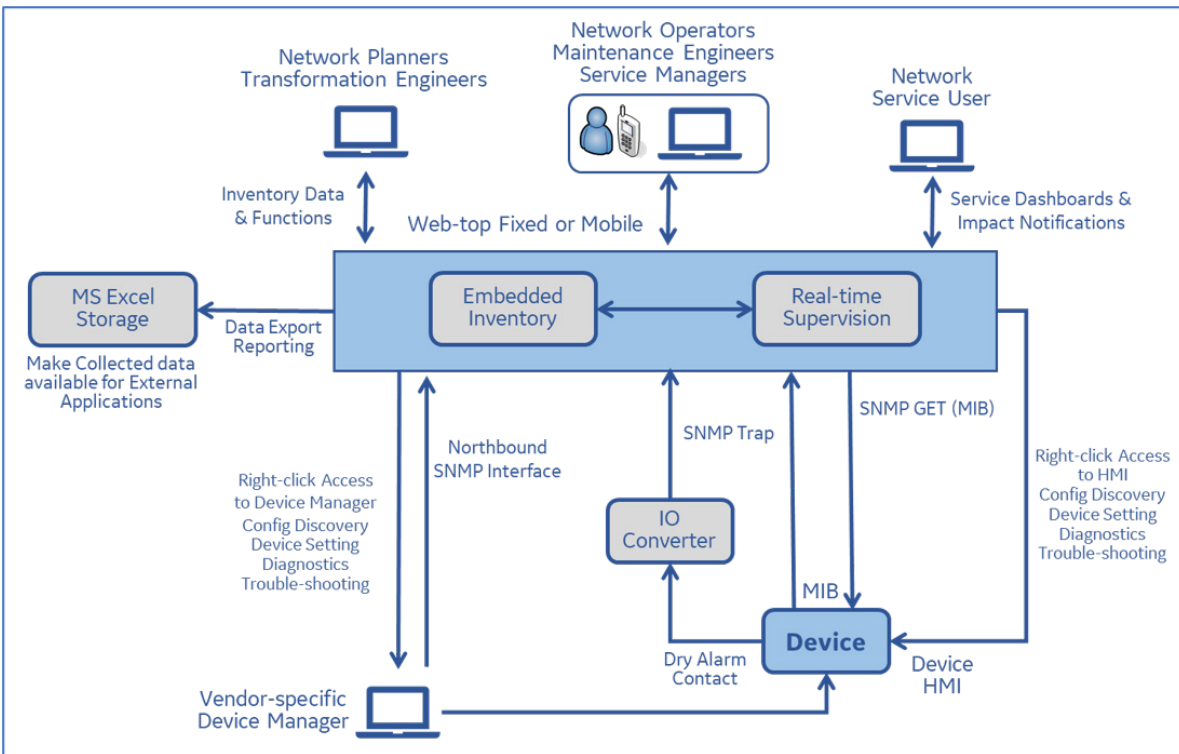 Network Planners
Transformation Engineers
Network Operators
Maintenance Engineers
Service Managers
Network
Service User
Inventory Data
& Functions
Web-top Fixed or Mobile
Service Dashboards &
Impact Notifications
MS Excel
Storage
Make Collected data
available for External
Applications
Data Export
Reporting
Embedded
Inventory
Real-time
Supervision
Right-click Access
to Device Manager
Config Discovery
Device Setting
Diagnostics
Trouble-shooting
Northbound
SNMP Interface
SNMP Trap
SNMP GET (MIB)
Right-click Access
to HMI
Config Discovery
Device Setting
Diagnostics
Trouble-shooting
IO
Converter
MIB
Device
Dry Alarm
Contact
Device
HMI
Vendor-specific
Device Manager